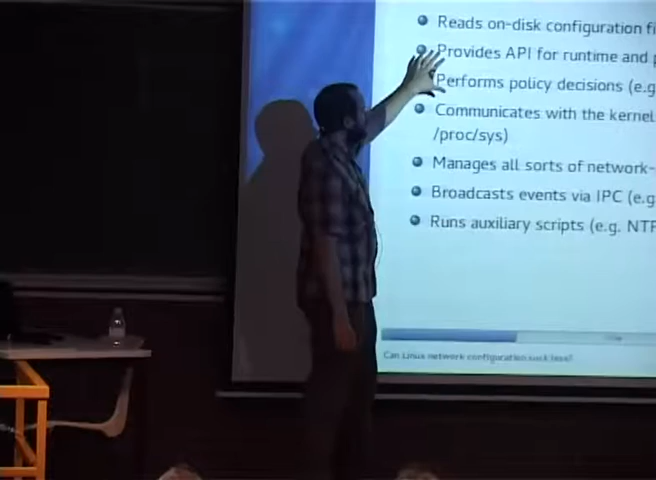 Reads on-disk configuration fi
Provides API for runtime and p
Performs policy decisions (e.g
Communicates with the kernel
/proc/sys)
Manages all sorts of network-
Broadcasts events via IPC (e.g
Runs auxiliary scripts (e.g. NTP
Can Linux network configuration suck less?